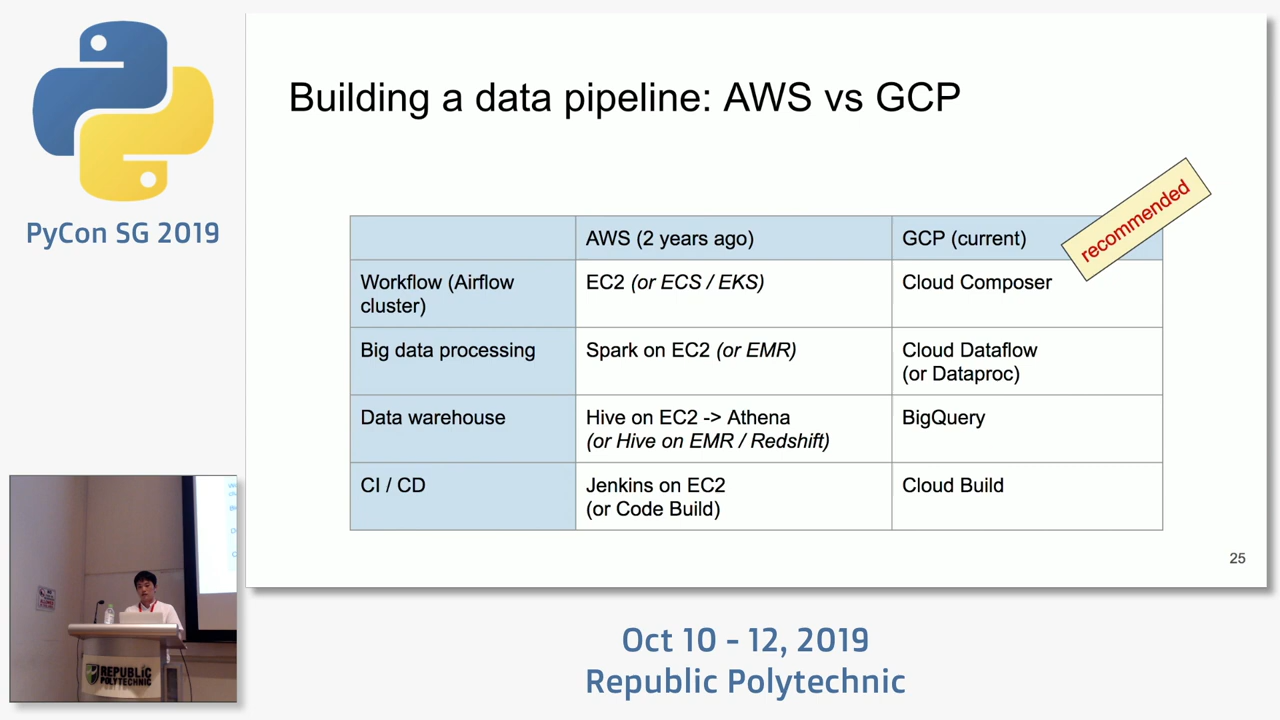 PyCon SG 2019
Building a data pipeline: AWS vs GCP
recommended
AWS (2 years ago)
GCP (current)
Workflow (Airflow
cluster)
EC2 (or ECS / EKS)
Cloud Composer
Big data processing
Spark on EC2 (or EMR)
Cloud Dataflow
(or Dataproc)
Data warehouse
Hive on EC2 -> Athena
(or Hive on EMR / Redshift)
BigQuery
CI / CD
Jenkins on EC2
(or Code Build)
Cloud Build
25
REPUBLIC
POLYTECHNIC
Oct 10 - 12, 2019
Republic Polytechnic